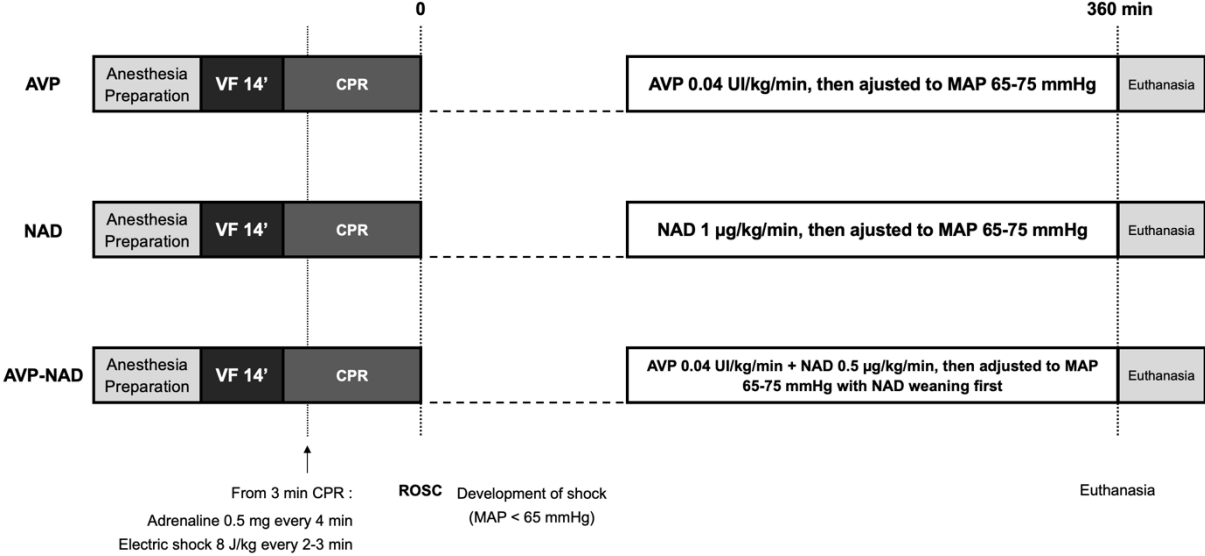 0
360 min
AVP
Anesthesia
Preparation
VF 14’
CPR
AVP 0.04 UI/kg/min, then ajusted to MAP 65-75 mmHg
Euthanasia
NAD
Anesthesia
Preparation
VF 14’
CPR
NAD 1 µg/kg/min, then ajusted to MAP 65-75 mmHg
Euthanasia
AVP-NAD
Anesthesia
Preparation
VF 14’
CPR
AVP 0.04 UI/kg/min + NAD 0.5 µg/kg/min, then adjusted to MAP
65-75 mmHg with NAD weaning first
Euthanasia
From 3 min CPR :
Adrenaline 0.5 mg every 4 min
Electric shock 8 J/kg every 2-3 min
ROSC
Development of shock
(MAP < 65 mmHg)
Euthanasia